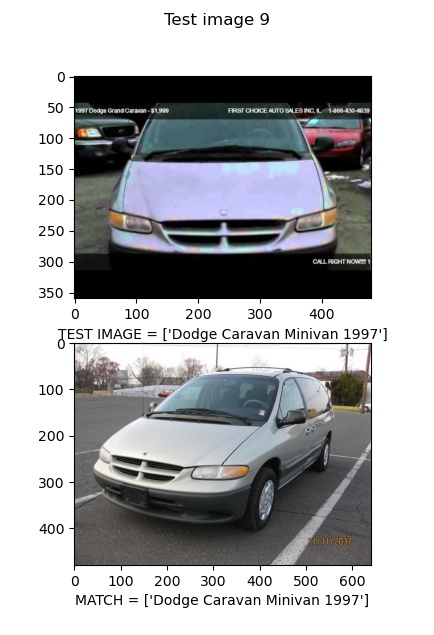 Test image 9
0
50
1997 Dodge Grand Caravan - $1,999 FIRST CHOICE AUTO SALES INC, IL 1-866-430-4839
100
150
200
250
300
CALL RIGHT NOW!!!! 1
350
0 100 200 300 400
TEST IMAGE = ['Dodge Caravan Minivan 1997']
0
100
200
300
400
0 100 200 300 400 500 600
MATCH = ['Dodge Caravan Minivan 1997']